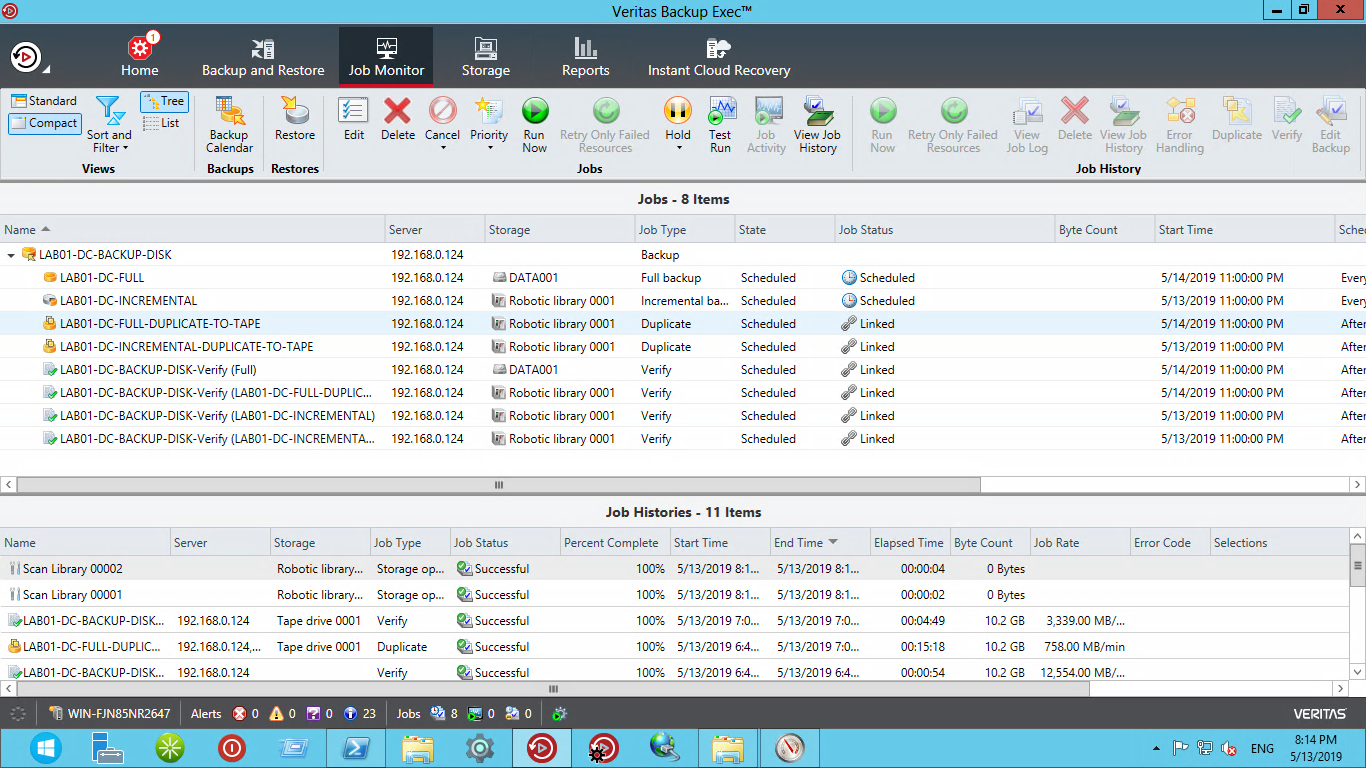 Veritas Backup Exec™
1
Home
Backup and Restore
Job Monitor
Storage
Reports
Instant Cloud Recovery
Standard
Compact
Sort and Filter
Tree
List
Views
Backup Calendar
Backups
Restore
Restores
Edit
Delete
Cancel
Priority
Run Now
Retry Only Failed Resources
Hold
Test Run
Job Activity
View Job History
Jobs
Run Now
Retry Only Failed Resources
View Job Log
Delete
View Job History
Error Handling
Duplicate
Verify
Edit Backup
Job History
Jobs - 8 Items
Name Server Storage Job Type State Job Status Byte Count Start Time Sche
LAB01-DC-BACKUP-DISK 192.168.0.124 Backup
LAB01-DC-FULL 192.168.0.124 DATA001 Full backup Scheduled Scheduled 5/14/2019 11:00:00 PM Every
LAB01-DC-INCREMENTAL 192.168.0.124 Robotic library 0001 Incremental ba... Scheduled Scheduled 5/13/2019 11:00:00 PM Every
LAB01-DC-FULL-DUPLICATE-TO-TAPE 192.168.0.124 Robotic library 0001 Duplicate Scheduled Linked 5/14/2019 11:00:00 PM After
LAB01-DC-INCREMENTAL-DUPLICATE-TO-TAPE 192.168.0.124 Robotic library 0001 Duplicate Scheduled Linked 5/13/2019 11:00:00 PM After
LAB01-DC-BACKUP-DISK-Verify (Full) 192.168.0.124 DATA001 Verify Scheduled Linked 5/14/2019 11:00:00 PM After
LAB01-DC-BACKUP-DISK-Verify (LAB01-DC-FULL-DUPLIC... 192.168.0.124 Robotic library 0001 Verify Scheduled Linked 5/14/2019 11:00:00 PM After
LAB01-DC-BACKUP-DISK-Verify (LAB01-DC-INCREMENTAL) 192.168.0.124 Robotic library 0001 Verify Scheduled Linked 5/13/2019 11:00:00 PM After
LAB01-DC-BACKUP-DISK-Verify (LAB01-DC-INCREMENTA... 192.168.0.124 Robotic library 0001 Verify Scheduled Linked 5/13/2019 11:00:00 PM After
Job Histories - 11 Items
Name Server Storage Job Type Job Status Percent Complete Start Time End Time Elapsed Time Byte Count Job Rate Error Code Selections
Scan Library 00002 Robotic library... Storage op... Successful 100% 5/13/2019 8:1... 5/13/2019 8:1... 00:00:04 0 Bytes
Scan Library 00001 Robotic library... Storage op... Successful 100% 5/13/2019 8:1... 5/13/2019 8:1... 00:00:02 0 Bytes
LAB01-DC-BACKUP-DISK... 192.168.0.124 Tape drive 0001 Verify Successful 100% 5/13/2019 7:0... 5/13/2019 7:0... 00:04:49 10.2 GB 3,339.00 MB/...
LAB01-DC-FULL-DUPLIC... 192.168.0.124,... Tape drive 0001 Duplicate Successful 100% 5/13/2019 6:4... 5/13/2019 7:0... 00:15:18 10.2 GB 758.00 MB/min
LAB01-DC-BACKUP-DISK... 192.168.0.124 Verify Successful 100% 5/13/2019 6:4... 5/13/2019 6:4... 00:00:54 10.2 GB 12,554.00 MB/...
WIN-FJN85NR2647 Alerts 0 0 0 23 Jobs 8 0 0 VERITAS
ENG
8:14 PM
5/13/2019